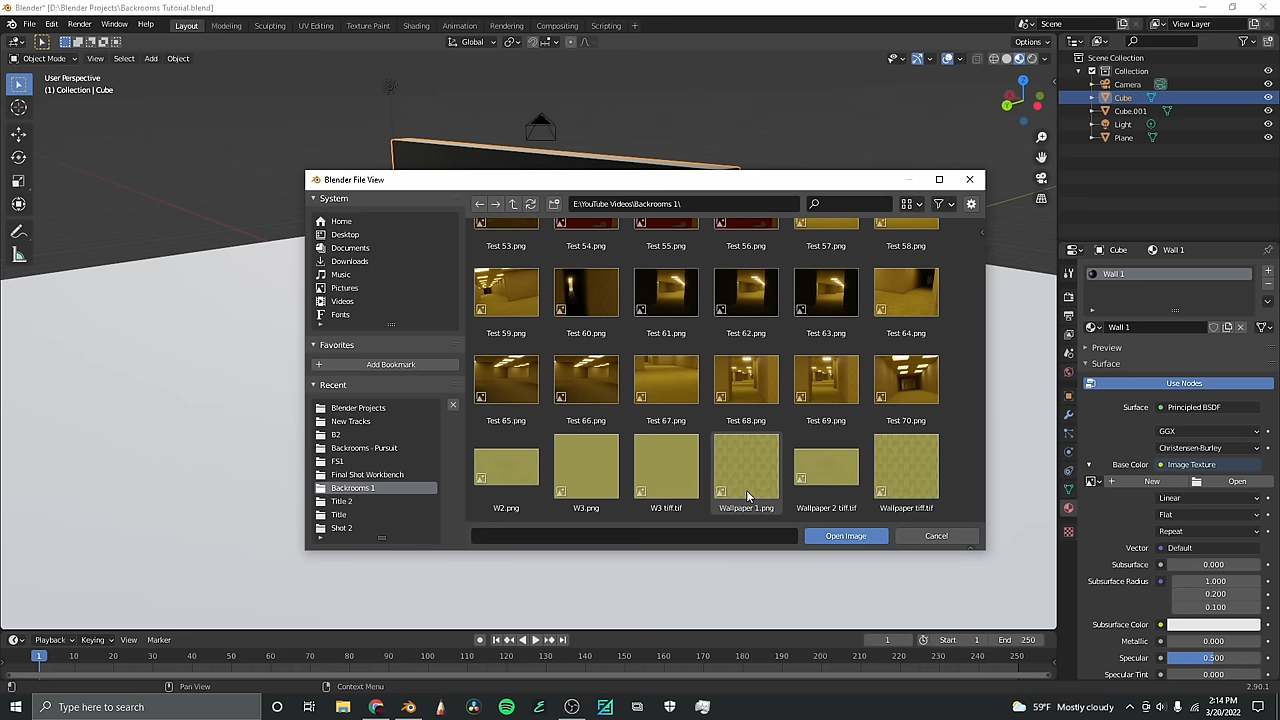 Blender* [D:\Blender Projects\Backrooms Tutorial.blend]
File Edit Render Window Help Layout Modeling Sculpting UV Editing Texture Paint Shading Animation Rendering Compositing Scripting + Scene View Layer
Global Options
Object Mode View Select Add Object
User Perspective
(1) Collection | Cube
Scene Collection
Collection
Camera
Cube
Cube.001
Light
Plane
Blender File View
System
Home
Desktop
Documents
Downloads
Music
Pictures
Videos
Fonts
Favorites
Add Bookmark
Recent
Blender Projects
New Tracks
B2
Backrooms - Pursuit
FS1
Final Shot Workbench
Backrooms 1
Title 2
Title
Shot 2
E:\YouTube Videos\Backrooms 1\
Test 53.png Test 54.png Test 55.png Test 56.png Test 57.png Test 58.png
Test 59.png Test 60.png Test 61.png Test 62.png Test 63.png Test 64.png
Test 65.png Test 66.png Test 67.png Test 68.png Test 69.png Test 70.png
W2.png W3.png W3 tiff.tif Wallpaper 1.png Wallpaper 2 tiff.tif Wallpaper tiff.tif
Open Image Cancel
Cube Wall 1
Wall 1
Wall 1
Preview
Surface
Use Nodes
Surface Principled BSDF
GGX
Christensen-Burley
Base Color Image Texture
New Open
Linear
Flat
Repeat
Vector Default
Subsurface 0.000
Subsurface Radius 1.000
0.200
0.100
Subsurface Color
Metallic 0.000
Specular 0.500
Specular Tint 0.000
Playback Keying View Marker 1 Start 1 End 250
1 10 20 30 40 50 60 70 80 90 100 110 120 130 140 150 160 170 180 190 200 210 220 230 240 250
Pan View Context Menu 2.90.1
Type here to search 59°F Mostly cloudy 2:14 PM
3/20/2022